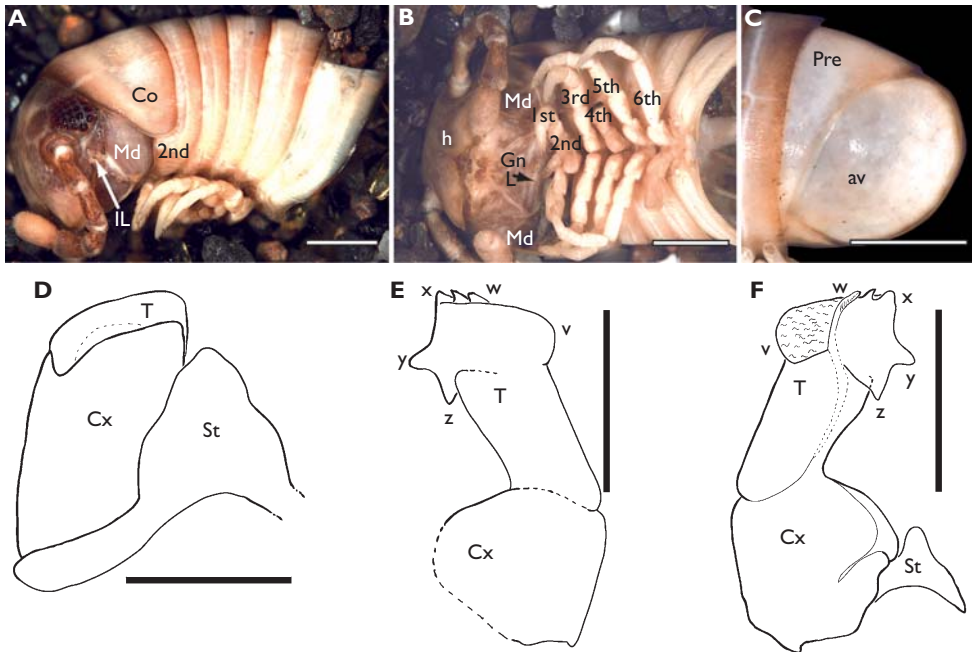 A
Co
Md
2nd
IL
B
h
Md
1st
3rd
5th
4th
6th
2nd
Gn
L
Md
C
Pre
av
D
T
Cx
St
E
x
w
v
y
z
T
Cx
F
w
x
v
y
z
T
Cx
St